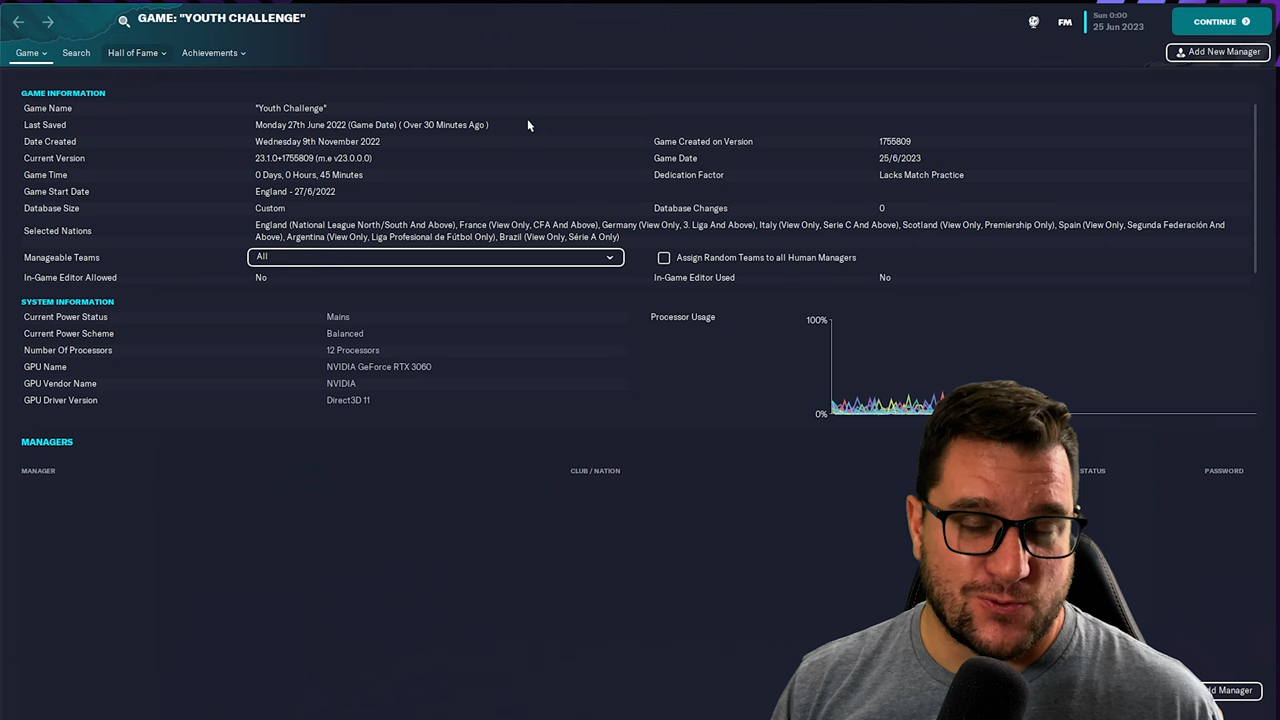 GAME: "YOUTH CHALLENGE"
FM
Sun 0:00
25 Jun 2023
CONTINUE
Game
Search
Hall of Fame
Achievements
Add New Manager
GAME INFORMATION
Game Name "Youth Challenge"
Last Saved Monday 27th June 2022 (Game Date) ( Over 30 Minutes Ago )
Date Created Wednesday 9th November 2022 Game Created on Version 1755809
Current Version 23.1.0+1755809 (m.e v23.0.0.0) Game Date 25/6/2023
Game Time 0 Days, 0 Hours, 45 Minutes Dedication Factor Lacks Match Practice
Game Start Date England - 27/6/2022
Database Size Custom Database Changes 0
Selected Nations England (National League North/South And Above), France (View Only, CFA And Above), Germany (View Only, 3. Liga And Above), Italy (View Only, Serie C And Above), Scotland (View Only, Premiership Only), Spain (View Only, Segunda Federación And
Above), Argentina (View Only, Liga Profesional de Fútbol Only), Brazil (View Only, Série A Only)
Manageable Teams All Assign Random Teams to all Human Managers
In-Game Editor Allowed No In-Game Editor Used No
SYSTEM INFORMATION
Current Power Status Mains Processor Usage 100%
Current Power Scheme Balanced
Number Of Processors 12 Processors
GPU Name NVIDIA GeForce RTX 3060
GPU Vendor Name NVIDIA
GPU Driver Version Direct3D 11
0%
MANAGERS
MANAGER CLUB / NATION STATUS PASSWORD
Manager